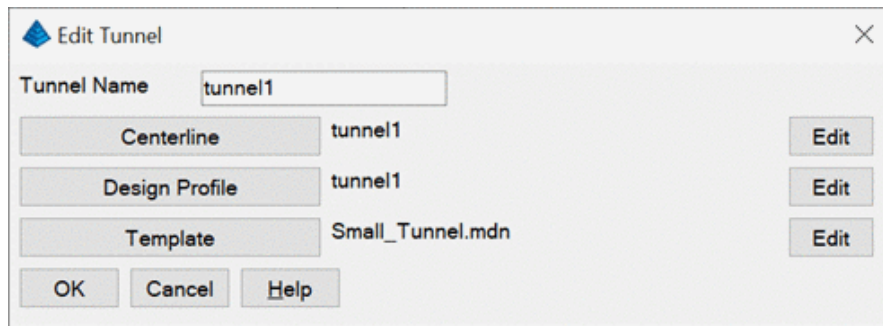 Edit Tunnel
Tunnel Name tunnel1
Centerline tunnel1 Edit
Design Profile tunnel1 Edit
Template Small_Tunnel.mdn Edit
OK Cancel Help